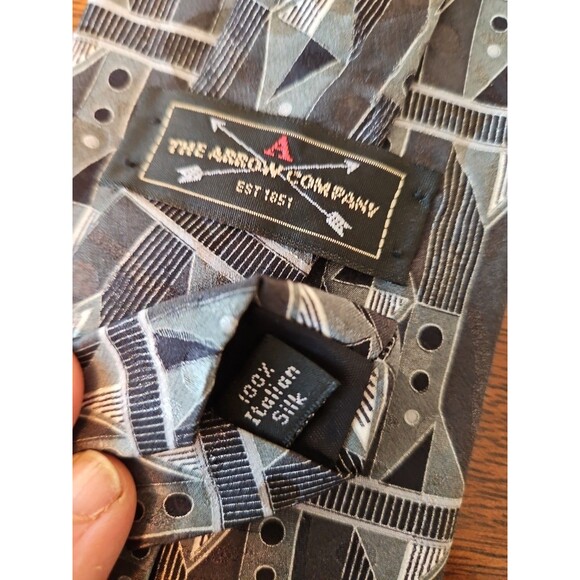 A
THE ARROW COMPANY
EST 1851
100%
Italian
Silk